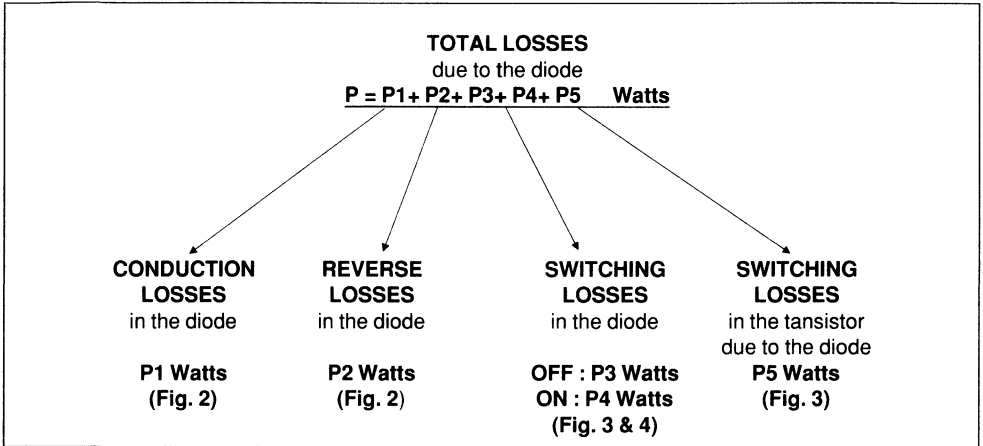 TOTAL LOSSES
due to the diode
P = P1+ P2+ P3+ P4+ P5 Watts
CONDUCTION
LOSSES
in the diode
P1 Watts
(Fig. 2)
REVERSE
LOSSES
in the diode
P2 Watts
(Fig. 2)
SWITCHING
LOSSES
in the diode
OFF : P3 Watts
ON : P4 Watts
(Fig. 3 & 4)
SWITCHING
LOSSES
in the tansistor
due to the diode
P5 Watts
(Fig. 3)